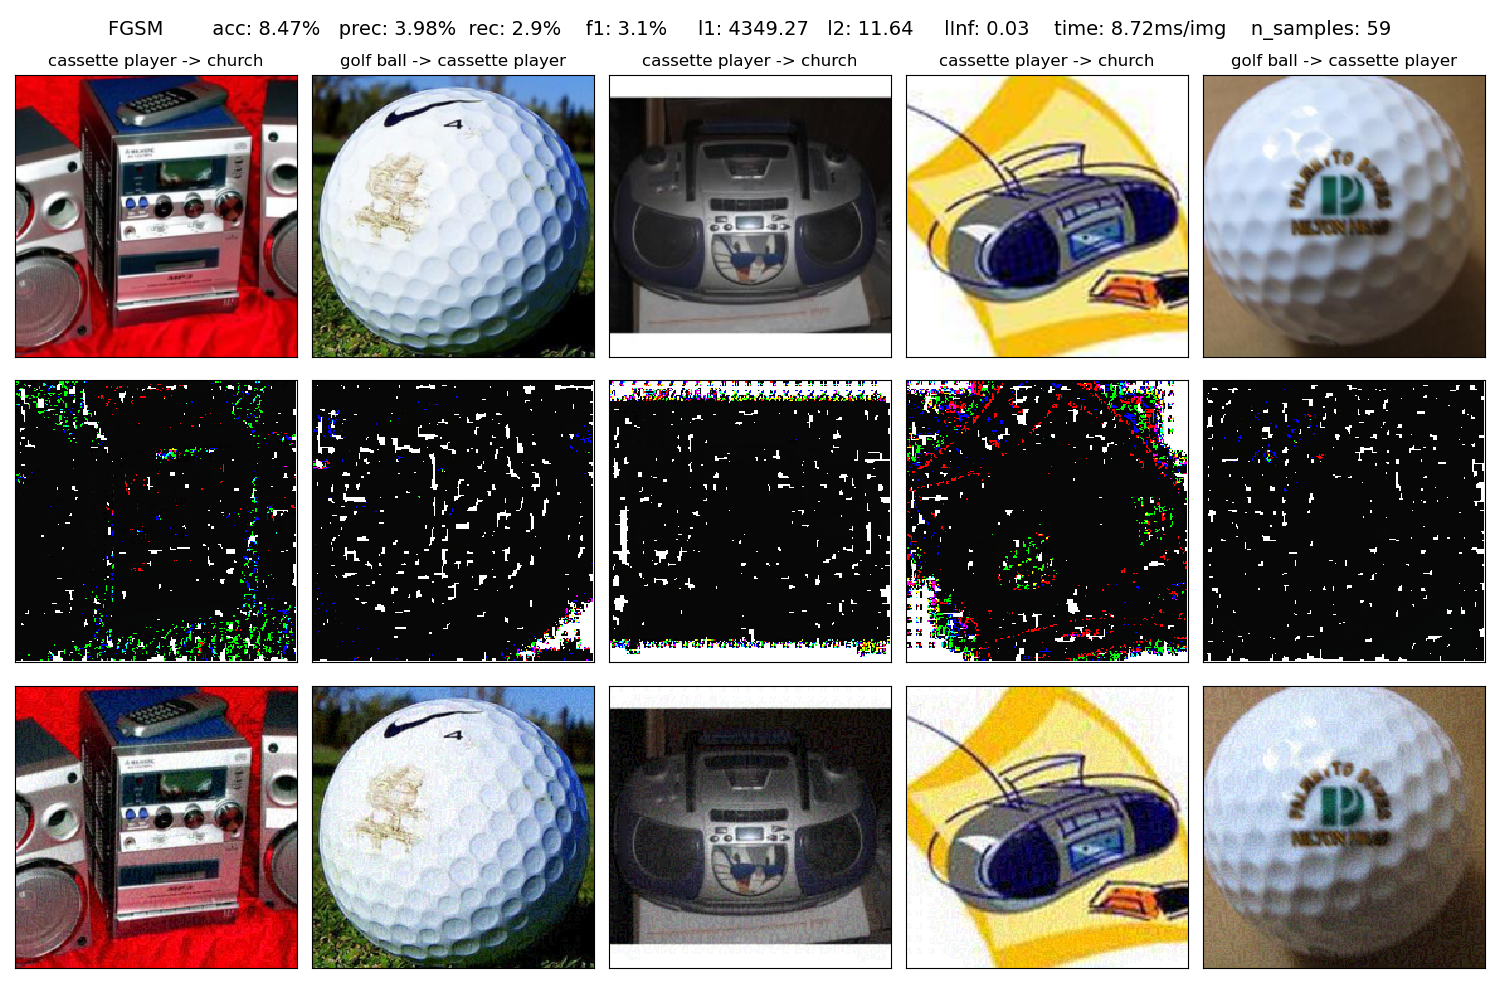 FGSM acc: 8.47% prec: 3.98% rec: 2.9% f1: 3.1% l1: 4349.27 l2: 11.64 lInf: 0.03 time: 8.72ms/img n_samples: 59
cassette player -> church
golf ball -> cassette player
cassette player -> church
cassette player -> church
golf ball -> cassette player
4
P
4
P